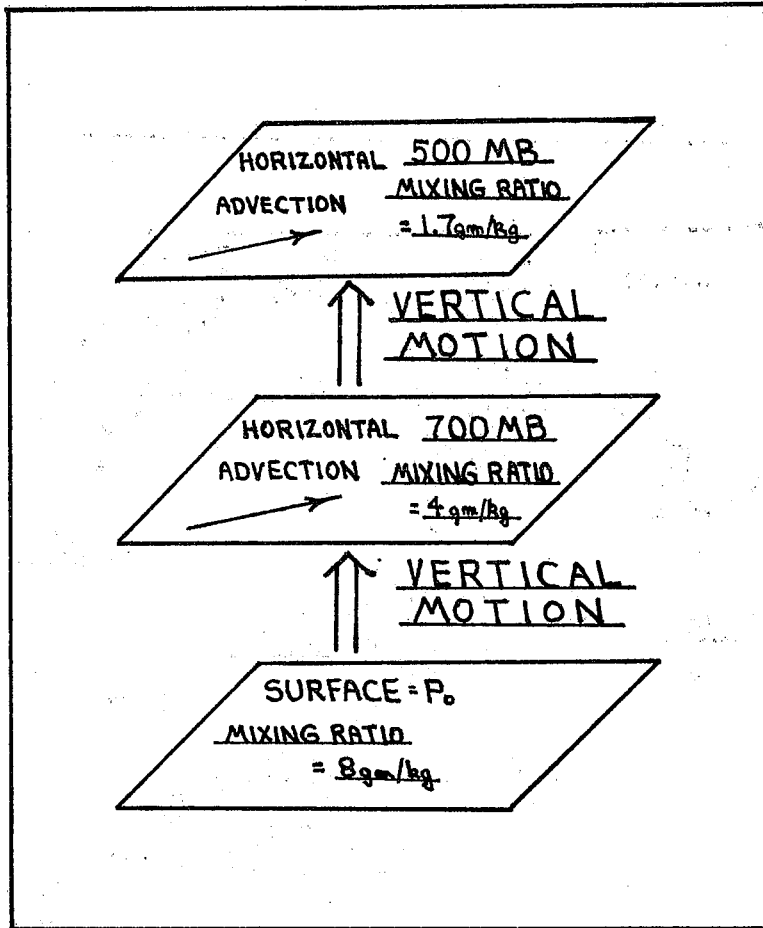 HORIZONTAL 500 MB
ADVECTION MIXING RATIO
= 1.7gm/kg
VERTICAL
MOTION
HORIZONTAL 700 MB
ADVECTION MIXING RATIO
= 4 gm/kg
VERTICAL
MOTION
SURFACE = P₀
MIXING RATIO
= 8gm/kg